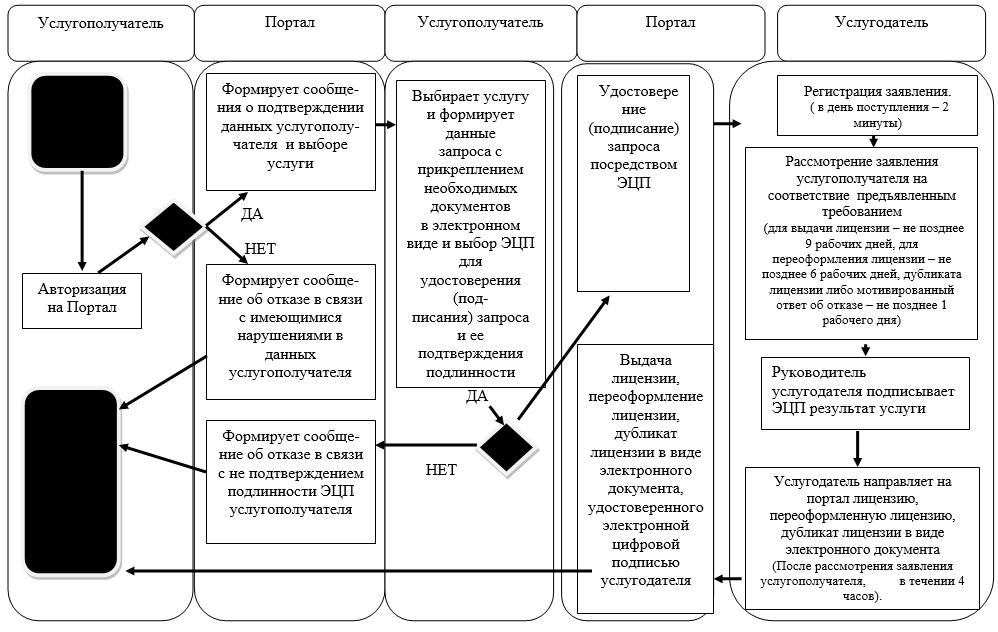 Услугополучатель
Портал
Услугополучатель
Портал
Услугодатель
Авторизация
на Портал
Формирует сообще-
ния о подтверждении
данных услугополу-
чателя и выборе
услуги
ДА
НЕТ
Формирует сообще-
ние об отказе в связи
с имеющимися
нарушениями в
данных
услугополучателя
Формирует сообще-
ние об отказе в связи
с не подтверждением
подлинности ЭЦП
услугополучателя
Выбирает услугу
и формирует
данные
запроса с
прикреплением
необходимых
документов
в электронном
виде и выбор ЭЦП
для
удостоверения
(под-
писания) запроса
и ее
подтверждения
подлинности
ДА
НЕТ
Удостовере
ние
(подписание)
запроса
посредством
ЭЦП
Выдача
лицензии,
переоформление
лицензии,
дубликат
лицензии в виде
электронного
документа,
удостоверенного
электронной
цифровой
подписью
услугодателя
Регистрация заявления.
( в день поступления – 2
минуты)
Рассмотрение заявления
услугополучателя на
соответствие предъявленным
требованием
(для выдачи лицензии – не позднее
9 рабочих дней, для
переоформления лицензии – не
позднее 6 рабочих дней, дубликата
лицензии либо мотивированный
ответ об отказе – не позднее 1
рабочего дня)
Руководитель
услугодателя подписывает
ЭЦП результат услуги
Услугодатель направляет на
портал лицензию,
переоформленную лицензию,
дубликат лицензии в виде
электронного документа
(После рассмотрения заявления
услугополучателя, в течении 4
часов).